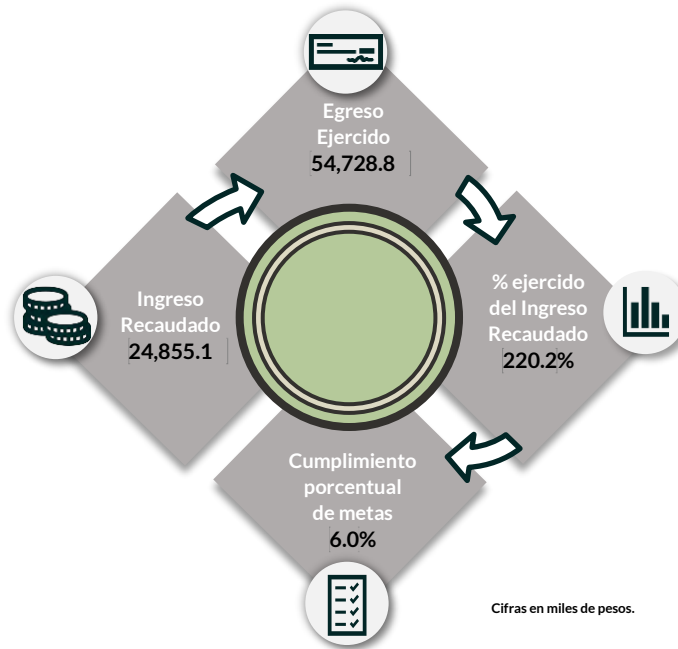 Egreso
Ejercido
54,728.8
Ingreso
Recaudado
24,855.1
% ejercido
del Ingreso
Recaudado
220.2%
Cumplimiento
porcentual
de metas
6.0%
Cifras en miles de pesos.